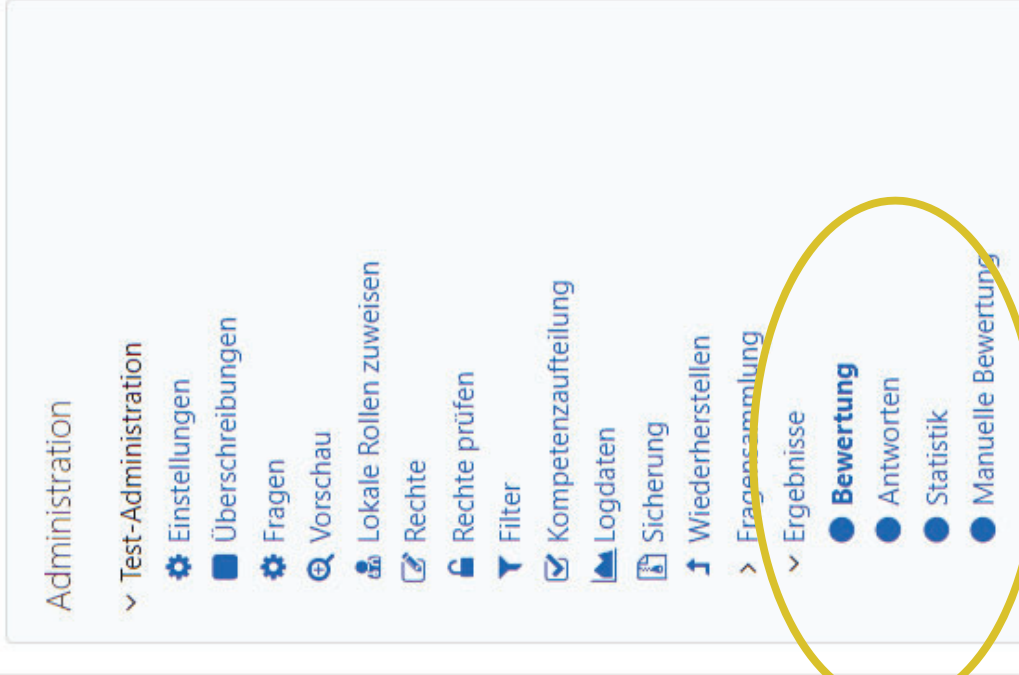 Administration
Test-Administration
Einstellungen
Überschreibungen
Fragen
Vorschau
Lokale Rollen zuweisen
Rechte
Rechte prüfen
Filter
Kompetenzaufteilung
Logdaten
Sicherung
Wiederherstellen
Fragensammlung
Ergebnisse
Bewertung
Antworten
Statistik
Manuelle Bewertung